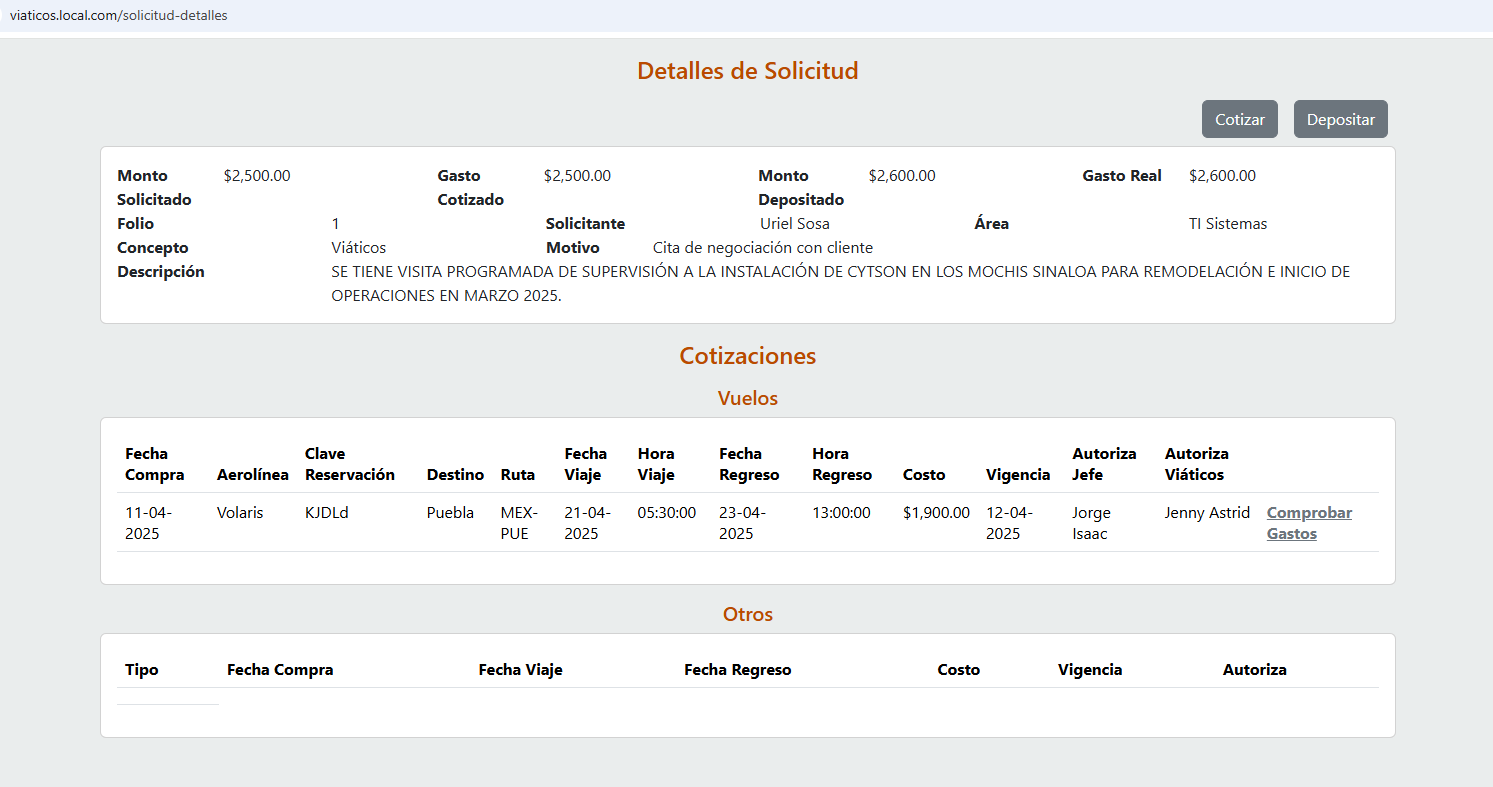 viaticos.local.com/solicitud-detalles
Detalles de Solicitud
Cotizar Depositar
Monto Solicitado $2,500.00 Gasto Cotizado $2,500.00 Monto Depositado $2,600.00 Gasto Real $2,600.00
Folio 1 Solicitante Uriel Sosa Área TI Sistemas
Concepto Viáticos Motivo Cita de negociación con cliente
Descripción SE TIENE VISITA PROGRAMADA DE SUPERVISIÓN A LA INSTALACIÓN DE CYTSON EN LOS MOCHIS SINALOA PARA REMODELACIÓN E INICIO DE
OPERACIONES EN MARZO 2025.
Cotizaciones
Vuelos
Fecha Compra Aerolínea Clave Reservación Destino Ruta Fecha Viaje Hora Viaje Fecha Regreso Hora Regreso Costo Vigencia Autoriza Jefe Autoriza Viáticos
11-04-2025 Volaris KJDLd Puebla MEX-PUE 21-04-2025 05:30:00 23-04-2025 13:00:00 $1,900.00 12-04-2025 Jorge Isaac Jenny Astrid Comprobar Gastos
Otros
Tipo Fecha Compra Fecha Viaje Fecha Regreso Costo Vigencia Autoriza